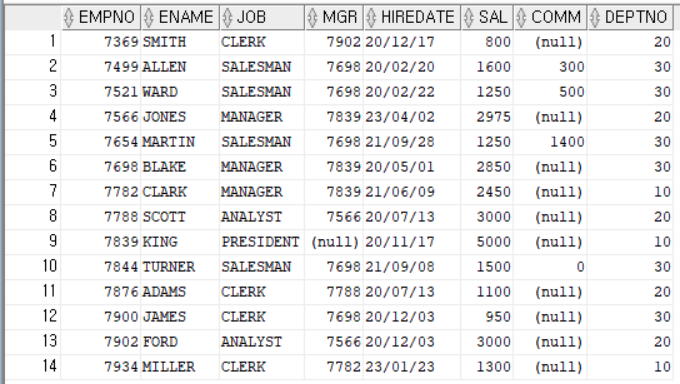 EMPNO ENAME JOB MGR HIREDATE SAL COMM DEPTNO
1 7369 SMITH CLERK 7902 20/12/17 800 (null) 20
2 7499 ALLEN SALESMAN 7698 20/02/20 1600 300 30
3 7521 WARD SALESMAN 7698 20/02/22 1250 500 30
4 7566 JONES MANAGER 7839 23/04/02 2975 (null) 20
5 7654 MARTIN SALESMAN 7698 21/09/28 1250 1400 30
6 7698 BLAKE MANAGER 7839 20/05/01 2850 (null) 30
7 7782 CLARK MANAGER 7839 21/06/09 2450 (null) 10
8 7788 SCOTT ANALYST 7566 20/07/13 3000 (null) 20
9 7839 KING PRESIDENT (null) 20/11/17 5000 (null) 10
10 7844 TURNER SALESMAN 7698 21/09/08 1500 0 30
11 7876 ADAMS CLERK 7788 20/07/13 1100 (null) 20
12 7900 JAMES CLERK 7698 20/12/03 950 (null) 30
13 7902 FORD ANALYST 7566 20/12/03 3000 (null) 20
14 7934 MILLER CLERK 7782 23/01/23 1300 (null) 10